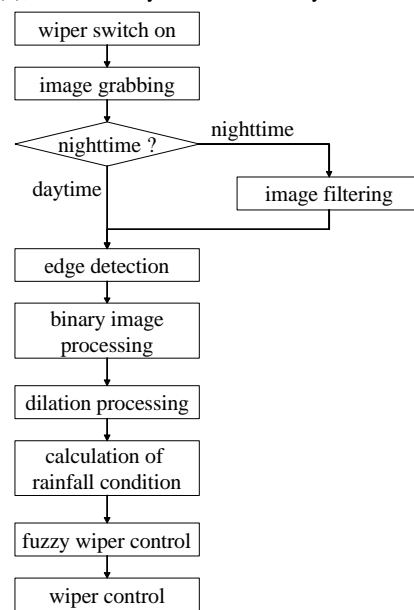 wiper switch on
image grabbing
nighttime ?
nighttime
daytime
image filtering
edge detection
binary image
processing
dilation processing
calculation of
rainfall condition
fuzzy wiper control
wiper control